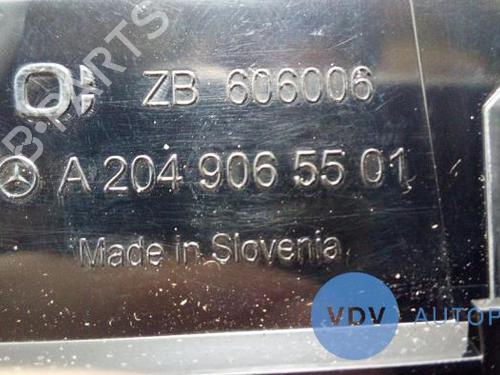 ZB 606006
A 204 906 55 01
Made in Slovenia
VDV AUTOP